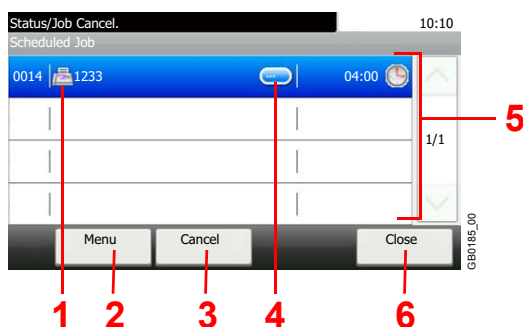 Status/Job Cancel. 10:10
Scheduled Job
0014 1233 04:00
5
1/1
Menu Cancel Close
GB0185_00
1 2 3 4 6